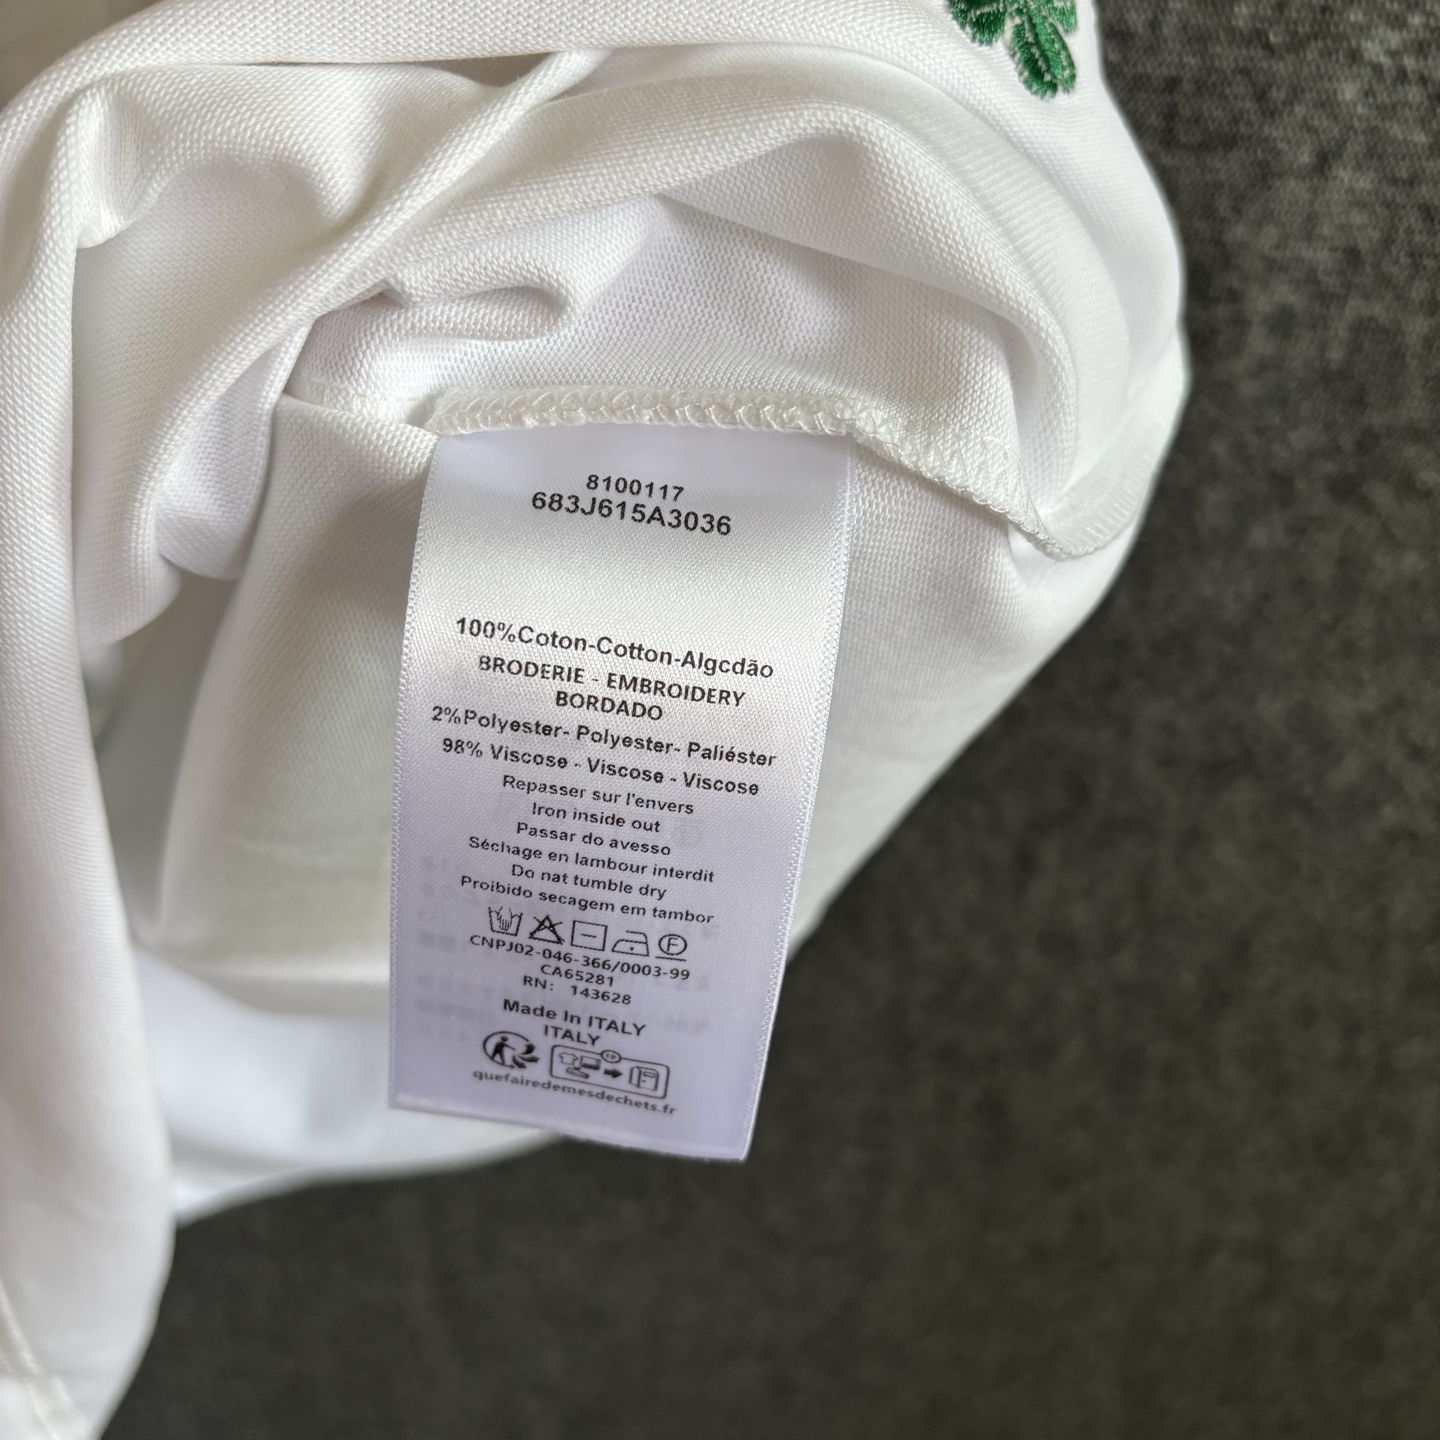 8100117
683J615A3036
100%Coton-Cotton-Algcdão
BRODERIE - EMBROIDERY
BORDADO
2%Polyester- Polyester- Paliéster
98% Viscose - Viscose - Viscose
Repasser sur l'envers
Iron inside out
Passar do avesso
Séchage en lambour interdit
Do nat tumble dry
Proibido secagem em tambor
F
CNPJ02-046-366/0003-99
CA65281
RN: 143628
Made In ITALY
ITALY
quefairedemesdechets.fr